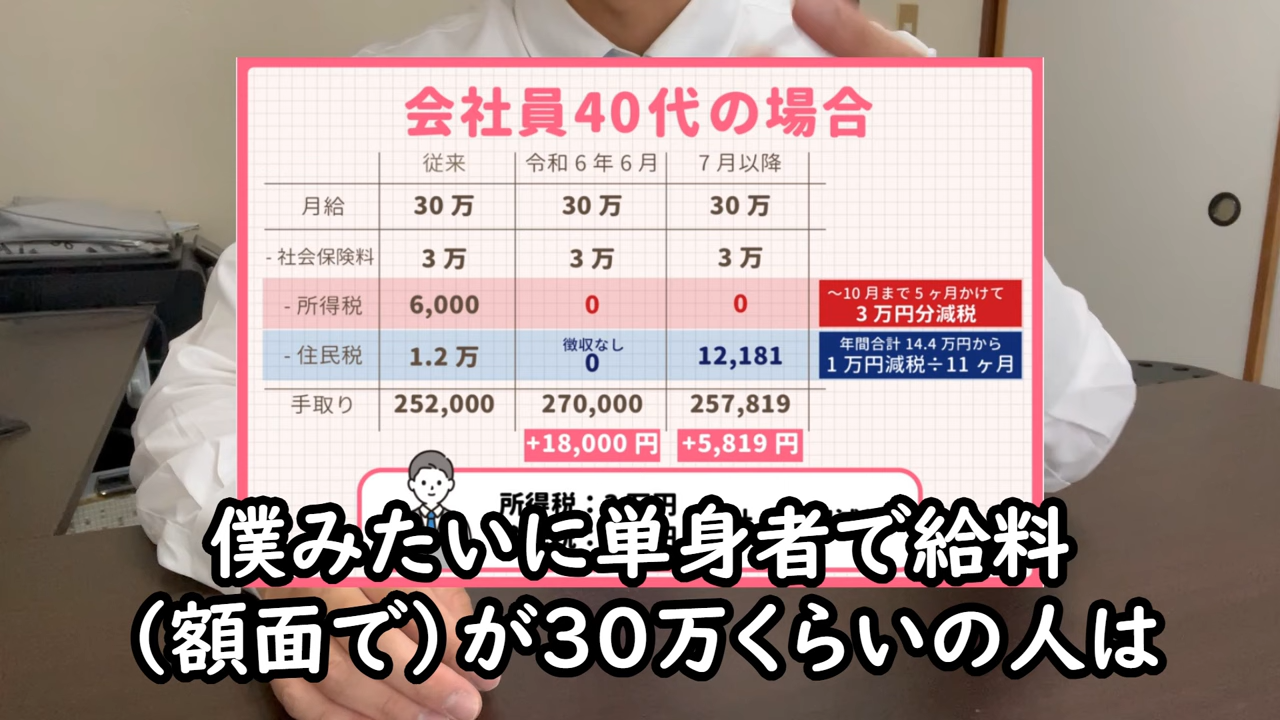 会社員40代の場合
従来 令和6年6月 7月以降
月給 30万 30万 30万
- 社会保険料 3万 3万 3万
- 所得税 6,000 0 0
～10月まで5ヶ月かけて
3万円分減税
- 住民税 1.2万 徴収なし 0 12,181
年間合計14.4万円から
1万円減税÷11ヶ月
手取り 252,000 270,000 257,819
+18,000円 +5,819円
所得税：
僕みたいに単身者で給料
（額面で）が30万くらいの人は